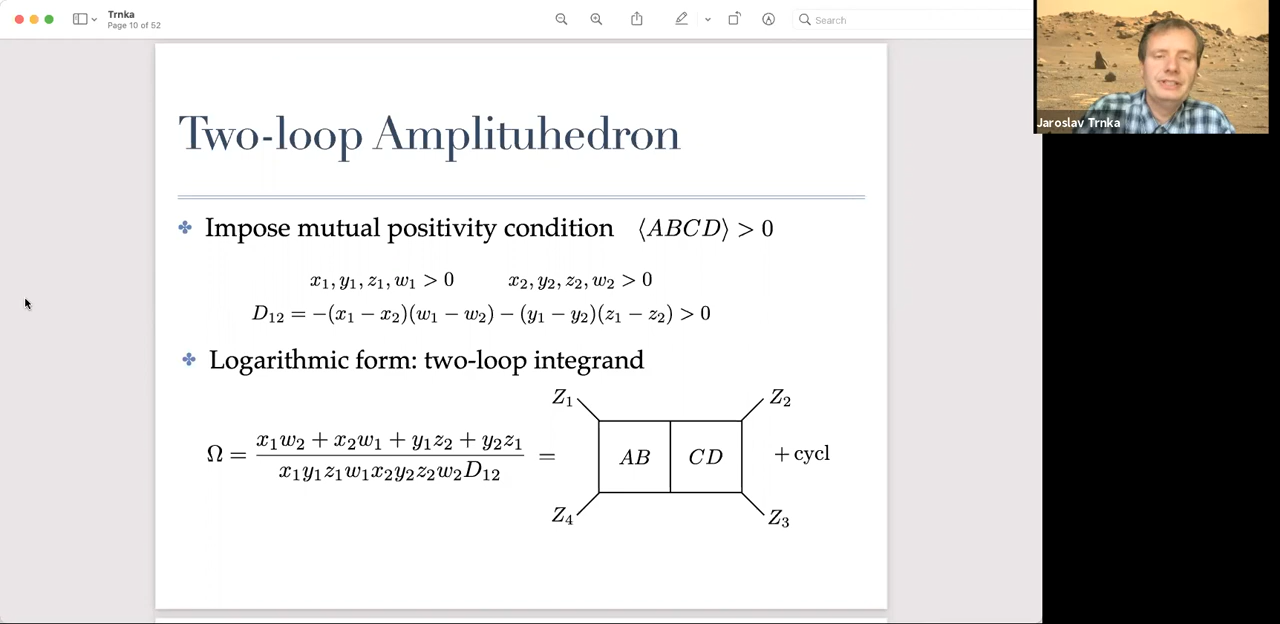 Trnka
Page 10 of 52
Search
Jaroslav Trnka
Two-loop Amplituhedron
Impose mutual positivity condition ⟨ABCD⟩ > 0
x₁, y₁, z₁, w₁ > 0 x₂, y₂, z₂, w₂ > 0
D₁₂ = −(x₁ − x₂)(w₁ − w₂) − (y₁ − y₂)(z₁ − z₂) > 0
Logarithmic form: two-loop integrand
Z₁ Z₂
x₁w₂ + x₂w₁ + y₁z₂ + y₂z₁
Ω = = AB CD + cycl
x₁y₁z₁w₁x₂y₂z₂w₂D₁₂
Z₄ Z₃